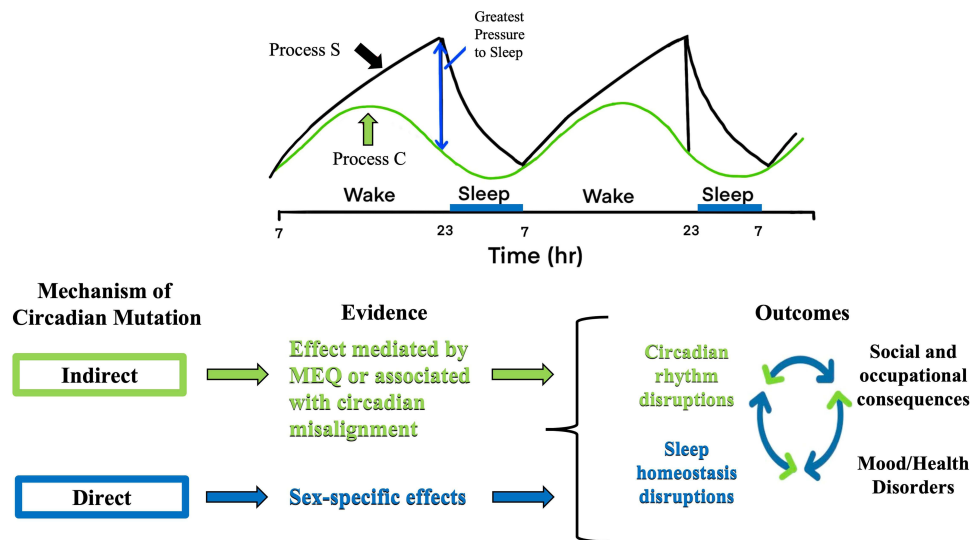 Greatest
Pressure
to Sleep
Process S
Process C
Wake
Sleep
Wake
Sleep
7
23
7
23
7
Time (hr)
Mechanism of
Circadian Mutation
Evidence
Outcomes
Indirect
Effect mediated by
MEQ or associated
with circadian
misalignment
Circadian
rhythm
disruptions
Social and
occupational
consequences
Direct
Sex-specific effects
Sleep
homeostasis
disruptions
Mood/Health
Disorders